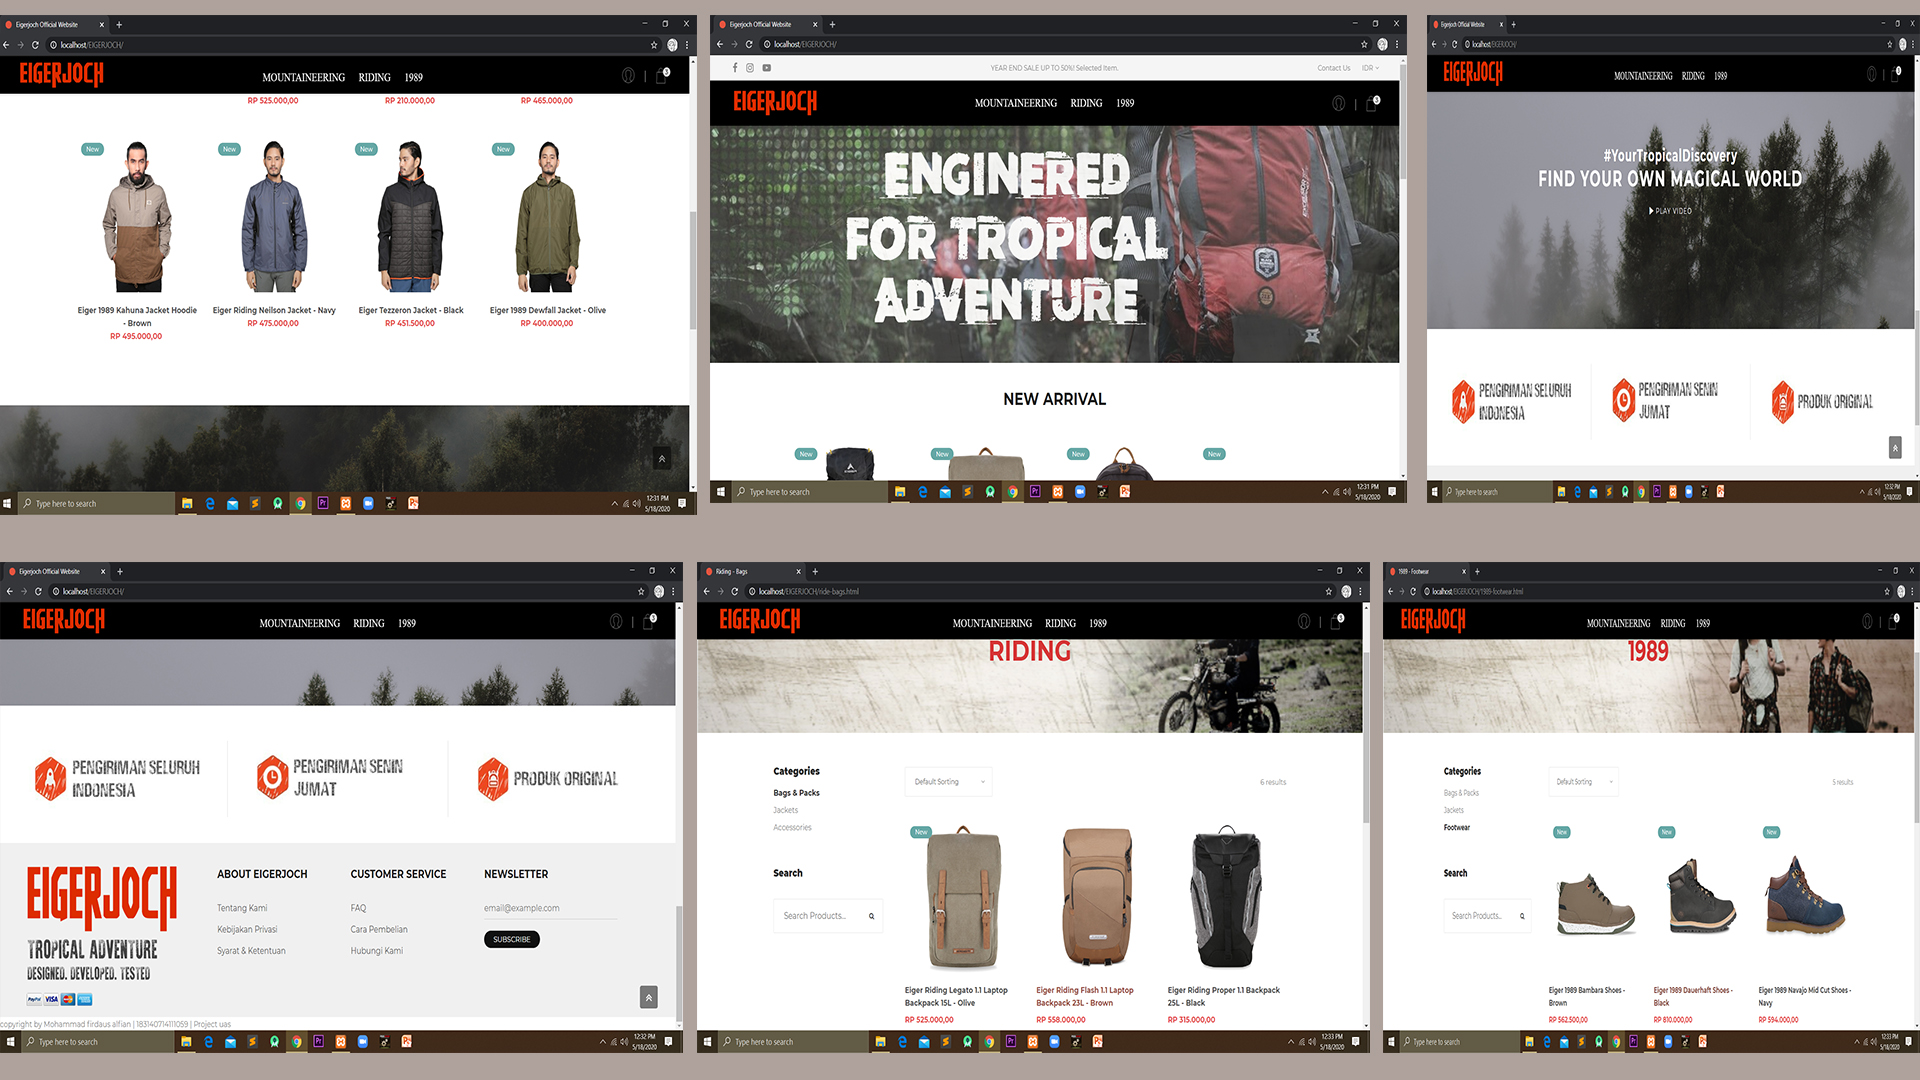 Eigerjoch Official Website
localhost/EIGERJOCH/
EIGERJOCH
MOUNTAINEERING RIDING 1989
3
RP 525.000,00 RP 210.000,00 RP 465.000,00
New New New New
Eiger 1989 Kahuna Jacket Hoodie - Brown
RP 495.000,00
Eiger Riding Neilson Jacket - Navy
RP 475.000,00
Eiger Tezzeron Jacket - Black
RP 451.500,00
Eiger 1989 Dewfall Jacket - Olive
RP 400.000,00
Type here to search
12:31 PM
5/18/2020
Eigerjoch Official Website
localhost/EIGERJOCH/
YEAR END SALE UP TO 50%! Selected Item.
Contact Us IDR
EIGERJOCH
MOUNTAINEERING RIDING 1989
3
ENGINERED
FOR TROPICAL
ADVENTURE
NEW ARRIVAL
New New New New
Type here to search
12:31 PM
5/18/2020
Eigerjoch Official Website
localhost/EIGERJOCH/
EIGERJOCH
MOUNTAINEERING RIDING 1989
3
#YourTropicalDiscovery
FIND YOUR OWN MAGICAL WORLD
PLAY VIDEO
PENGIRIMAN SELURUH
INDONESIA
PENGIRIMAN SENIN
JUMAT
PRODUK ORIGINAL
Type here to search
12:32 PM
5/18/2020
Eigerjoch Official Website
localhost/EIGERJOCH/
EIGERJOCH
MOUNTAINEERING RIDING 1989
3
PENGIRIMAN SELURUH
INDONESIA
PENGIRIMAN SENIN
JUMAT
PRODUK ORIGINAL
EIGERJOCH
TROPICAL ADVENTURE
DESIGNED. DEVELOPED. TESTED
PayPal VISA
ABOUT EIGERJOCH
Tentang Kami
Kebijakan Privasi
Syarat & Ketentuan
CUSTOMER SERVICE
FAQ
Cara Pembelian
Hubungi Kami
NEWSLETTER
email@example.com
SUBSCRIBE
copyright by Mohammad firdaus alfian | 183140714111059 | Project uas
Type here to search
12:32 PM
5/18/2020
Riding - Bags
localhost/EIGERJOCH/ride-bags.html
EIGERJOCH
MOUNTAINEERING RIDING 1989
3
RIDING
Categories
Bags & Packs
Jackets
Accessories
Search
Search Products...
Default Sorting
6 results
New
Eiger Riding Legato 1.1 Laptop
Backpack 15L - Olive
RP 525.000,00
Eiger Riding Flash 1.1 Laptop
Backpack 23L - Brown
RP 558.000,00
Eiger Riding Proper 1.1 Backpack
25L - Black
RP 315.000,00
Type here to search
12:33 PM
5/18/2020
1989 - Footwear
localhost/EIGERJOCH/1989-footwear.html
EIGERJOCH
MOUNTAINEERING RIDING 1989
3
1989
Categories
Bags & Packs
Jackets
Footwear
Search
Search Products...
Default Sorting
5 results
New New New
Eiger 1989 Bambara Shoes -
Brown
RP 562.500,00
Eiger 1989 Dauerhaft Shoes -
Black
RP 810.000,00
Eiger 1989 Navajo Mid Cut Shoes -
Navy
RP 594.000,00
Type here to search
12:33 PM
5/18/2020